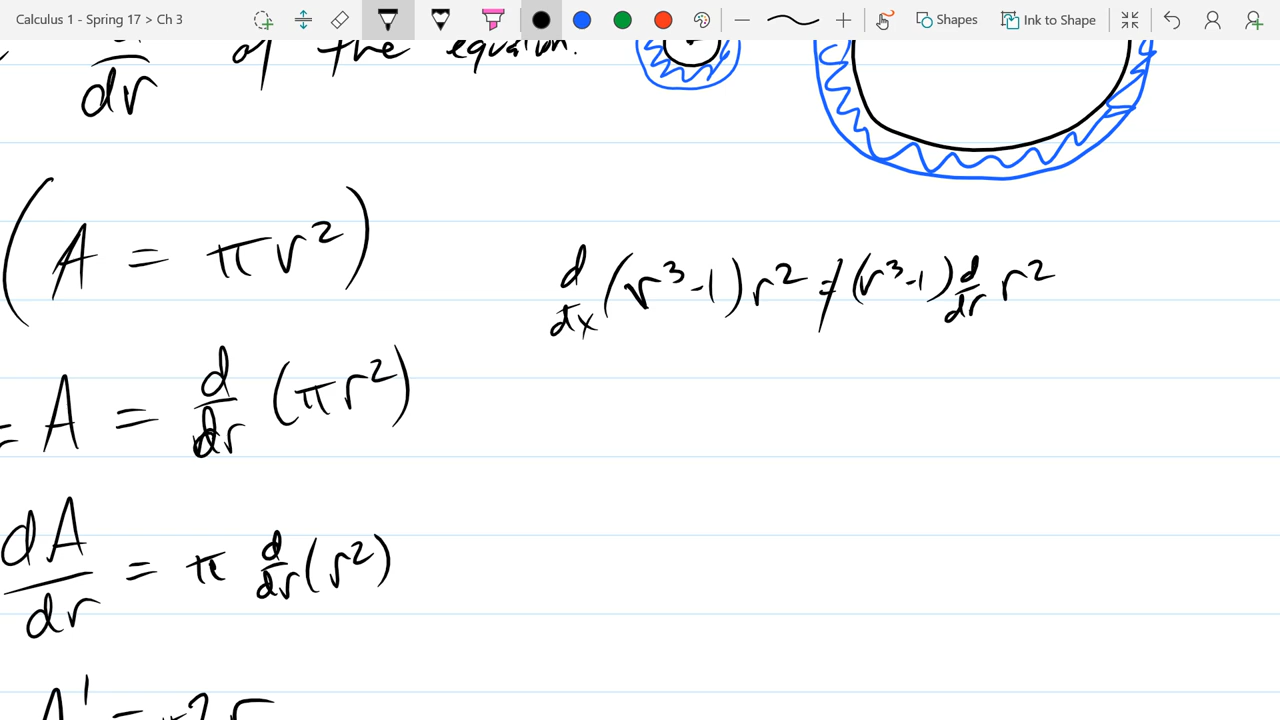 Calculus 1 - Spring 17 > Ch 3
Shapes
Ink to Shape
d/dr of the equation.
(A = πr²)
d/dx (r³-1) r² ≠ (r³-1) d/dr r²
= A = d/dr (πr²)
dA/dr = π d/dr (r²)
A' =